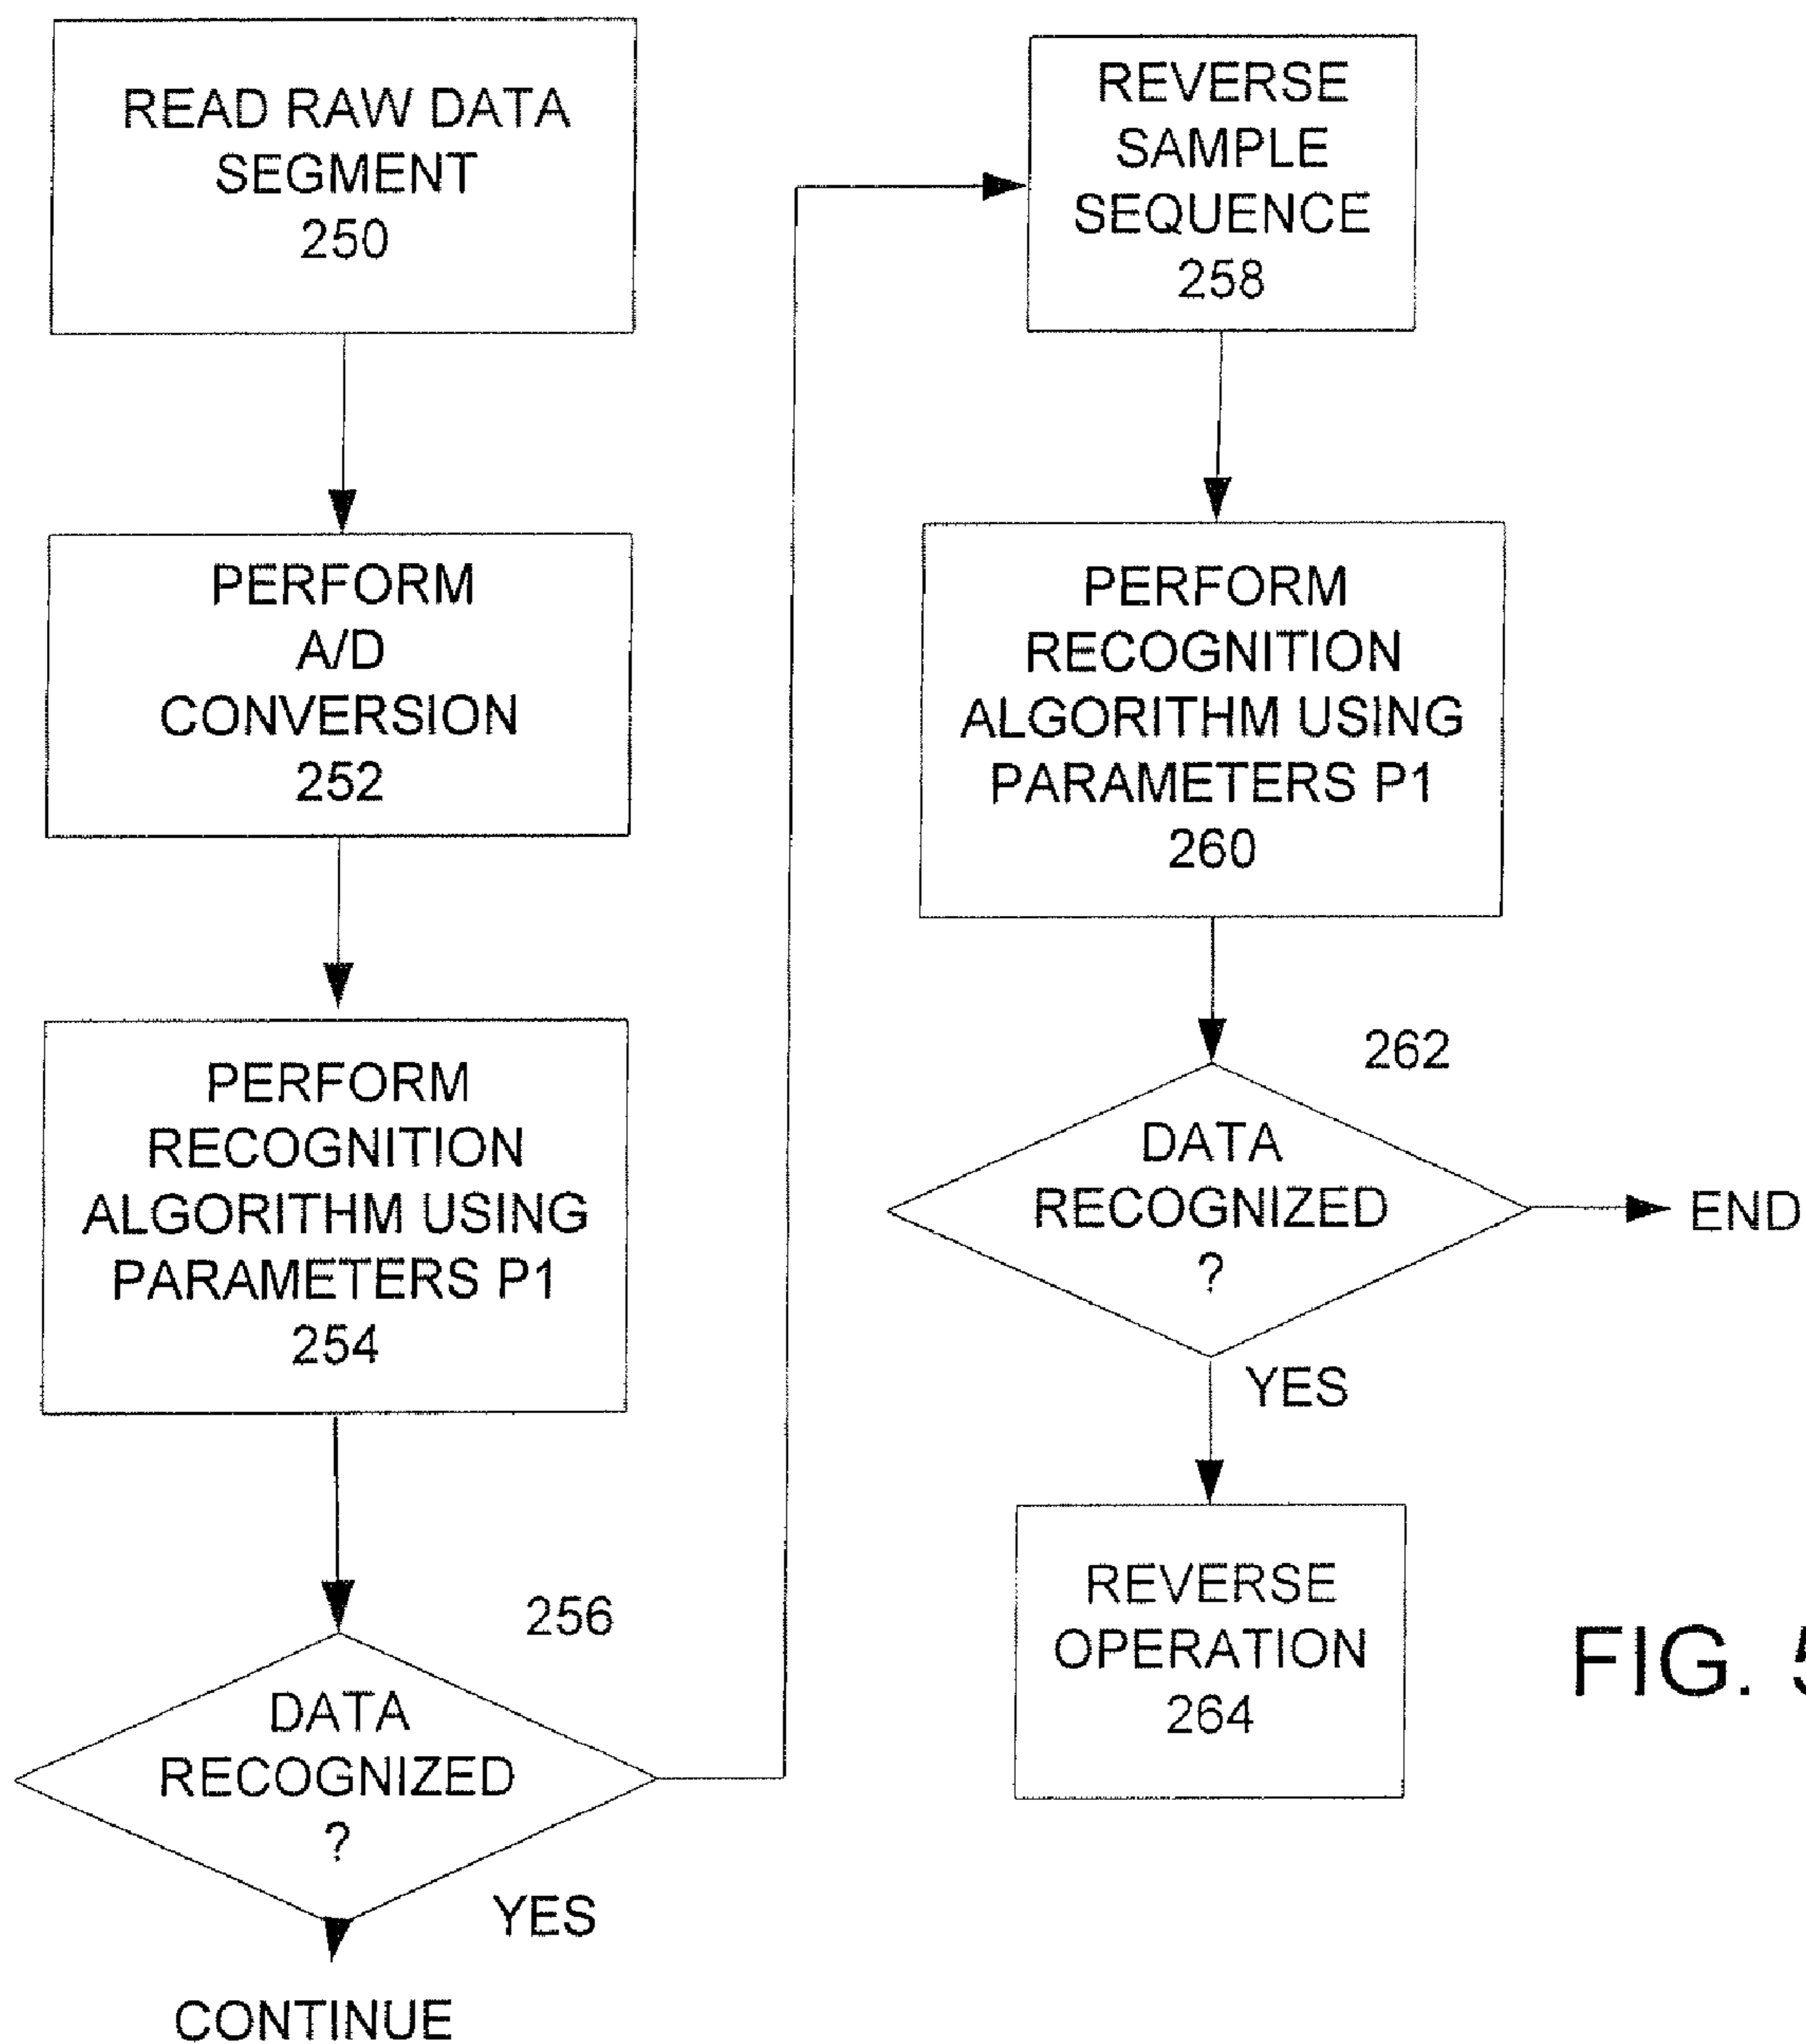 READ RAW DATA
SEGMENT
250
PERFORM
A/D
CONVERSION
252
PERFORM
RECOGNITION
ALGORITHM USING
PARAMETERS P1
254
256
DATA
RECOGNIZED
?
YES
CONTINUE
REVERSE
SAMPLE
SEQUENCE
258
PERFORM
RECOGNITION
ALGORITHM USING
PARAMETERS P1
260
262
DATA
RECOGNIZED
?
END
YES
REVERSE
OPERATION
264
FIG. 5